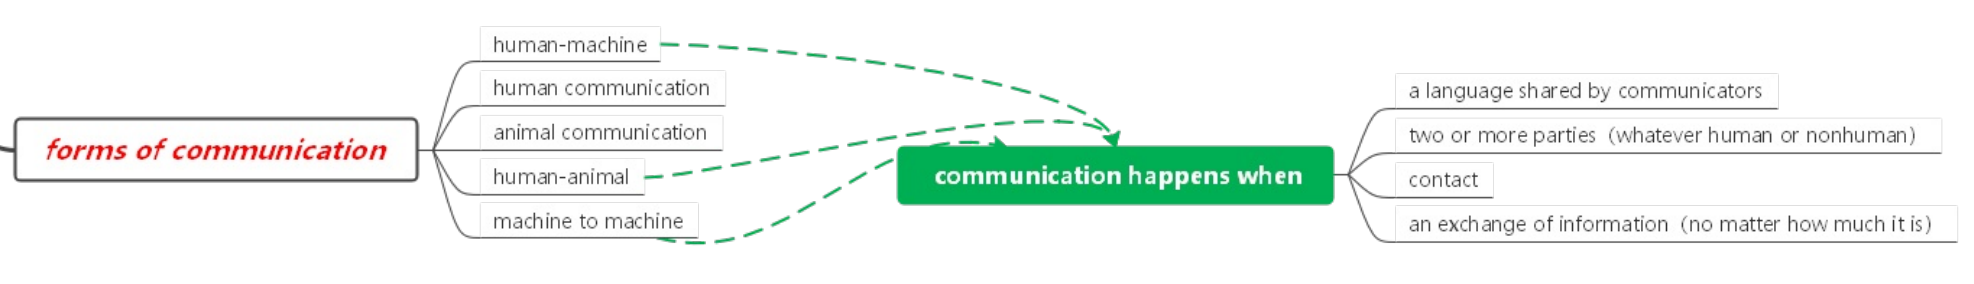 forms of communication
human-machine
human communication
animal communication
human-animal
machine to machine
communication happens when
a language shared by communicators
two or more parties (whatever human or nonhuman)
contact
an exchange of information (no matter how much it is)